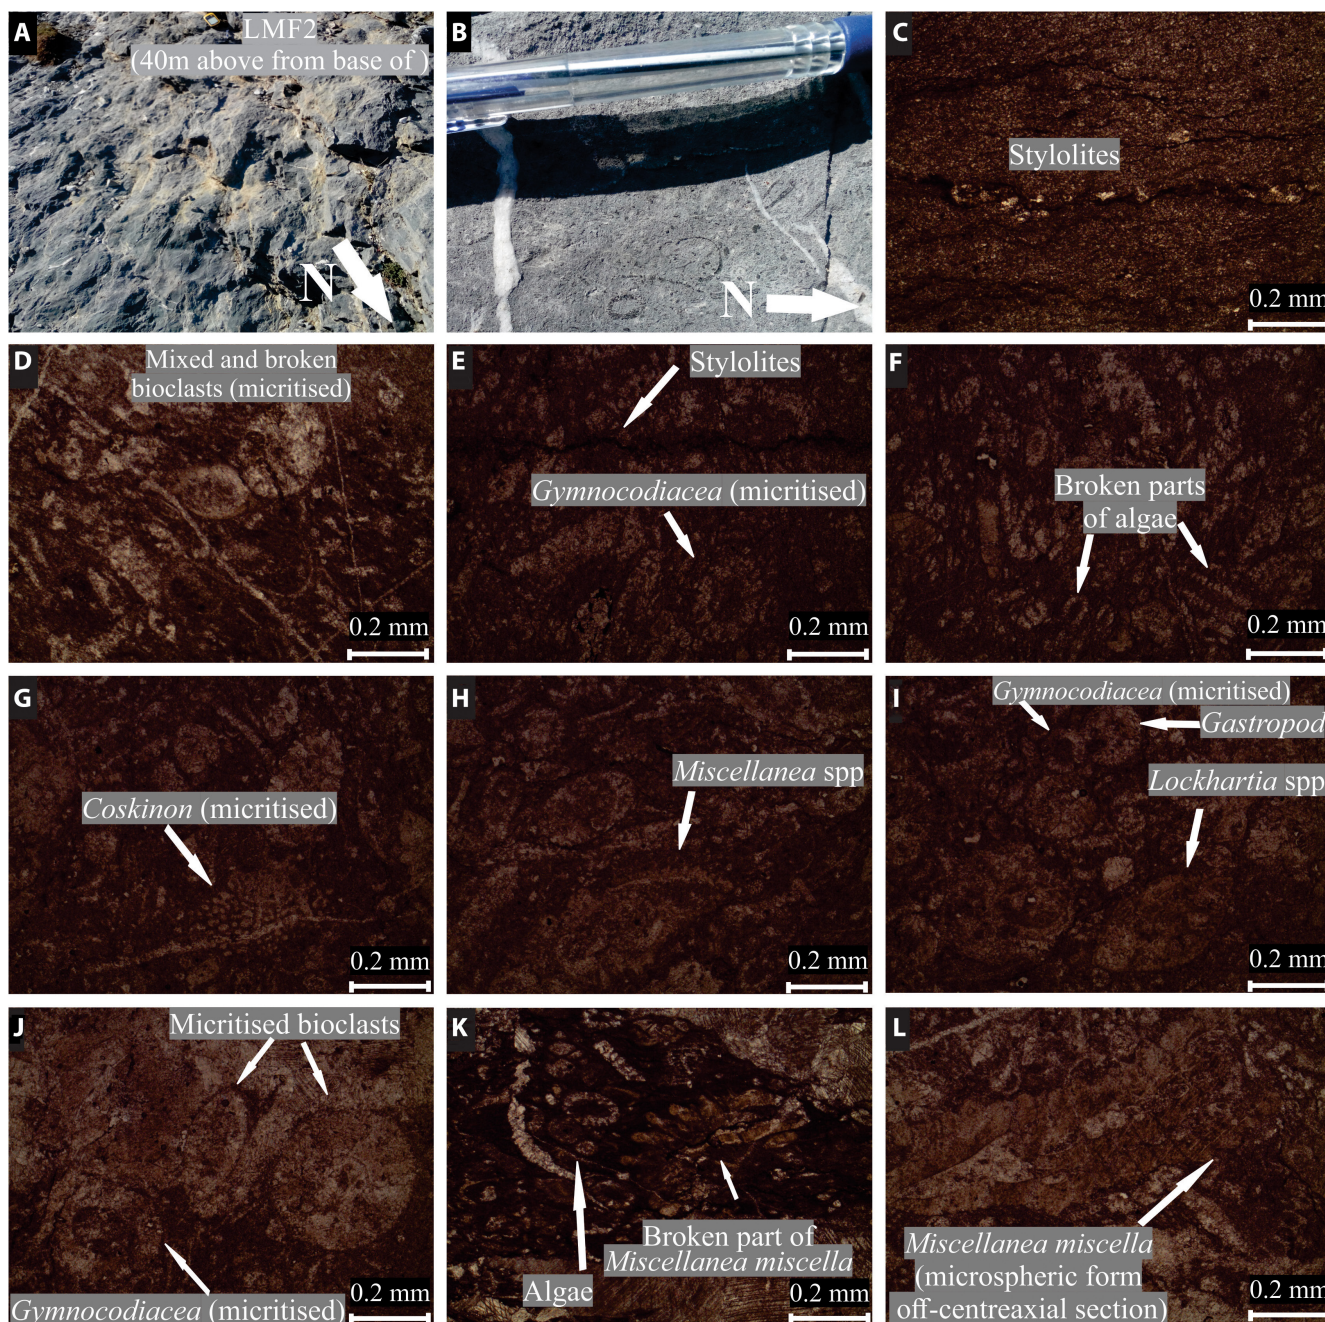 A
LMF2
(40m above from base of )
N
B
N
C
Stylolites
0.2 mm
D
Mixed and broken
bioclasts (micritised)
0.2 mm
E
Stylolites
Gymnocodiacea (micritised)
0.2 mm
F
Broken parts
of algae
0.2 mm
G
Coskinon (micritised)
0.2 mm
H
Miscellanea spp
0.2 mm
I
Gymnocodiacea (micritised)
Gastropod
Lockhartia spp
0.2 mm
J
Micritised bioclasts
Gymnocodiacea (micritised)
0.2 mm
K
Broken part of
Miscellanea miscella
Algae
0.2 mm
L
Miscellanea miscella
(microspheric form
off-centreaxial section)
0.2 mm